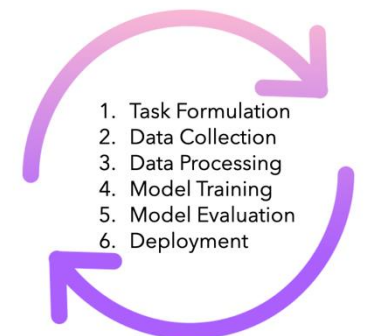 1. Task Formulation
2. Data Collection
3. Data Processing
4. Model Training
5. Model Evaluation
6. Deployment